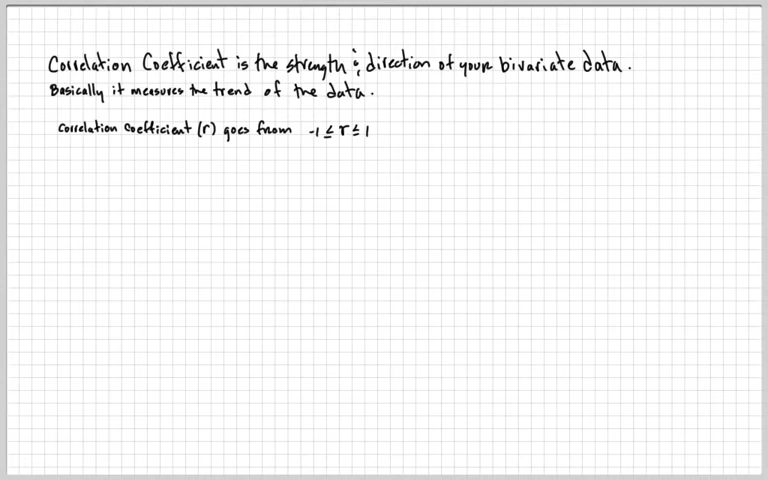 Correlation Coefficient is the strength & direction of your bivariate data.
Basically it measures the trend of the data.
Correlation Coefficient (r) goes from -1 ≤ r ≤ 1